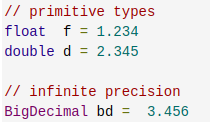 // primitive types
float  f = 1.234
double d = 2.345

// infinite precision
BigDecimal bd =  3.456